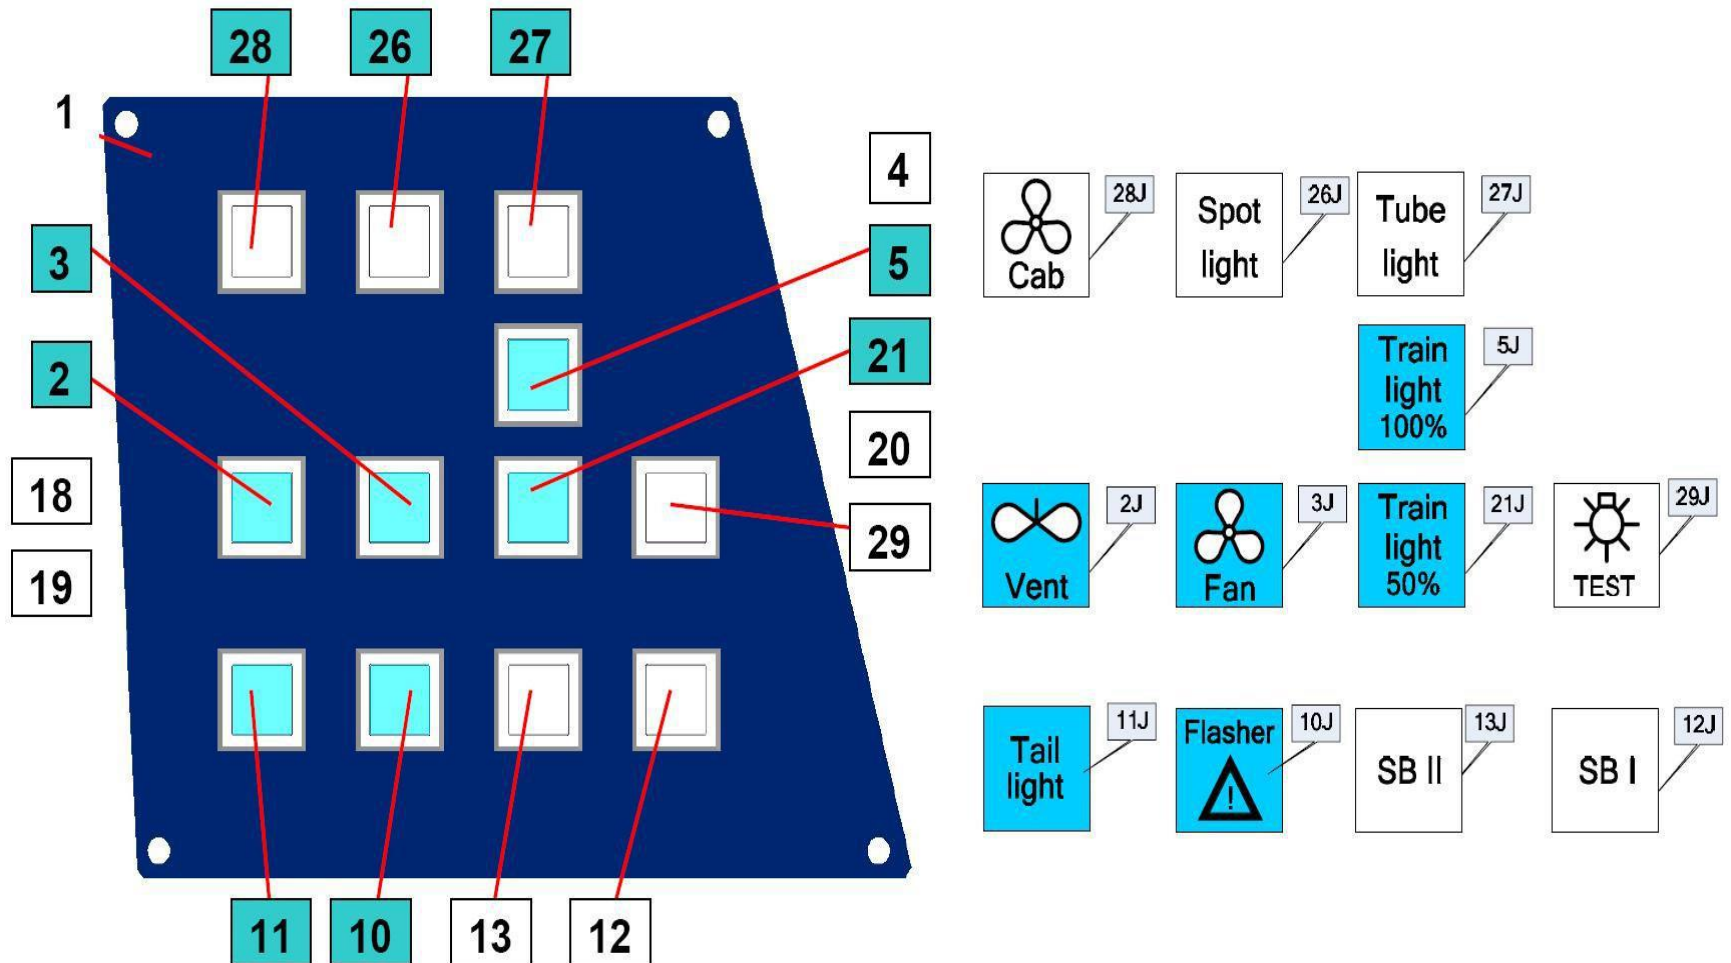 28 26 27
1
4
3
5
2
21
18
20
19
29
11 10 13 12
28J 26J 27J
Cab
Spot
light
Tube
light
5J
Train
light
100%
2J 3J 21J 29J
Vent
Fan
Train
light
50%
TEST
11J 10J 13J 12J
Tail
light
Flasher
!
SB II
SB I